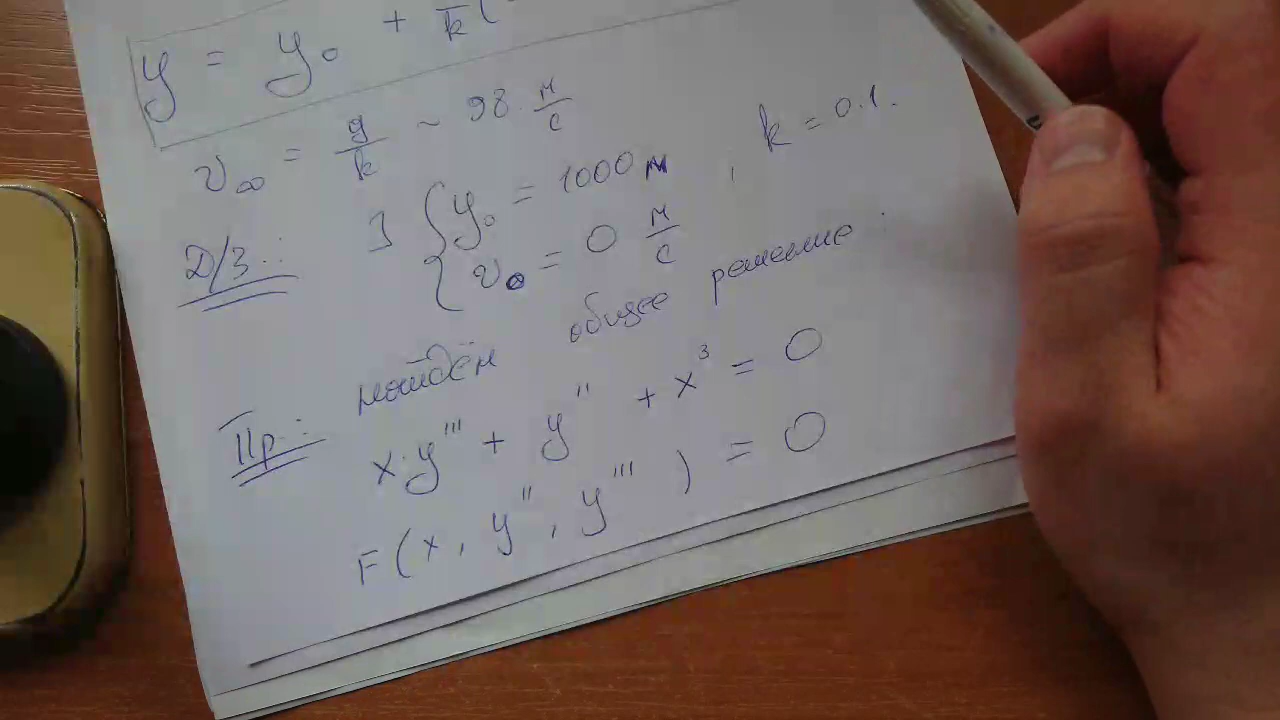 y = y₀ + 1/k (
v∞ = g/k ~ 98 м/с
Д/З.: ] { y₀ = 1000 м , k = 0.1.
{ v₀ = 0 м/с
Пр.: найдём общее решение:
x·y''' + y'' + x³ = 0
F(x, y'', y''') = 0